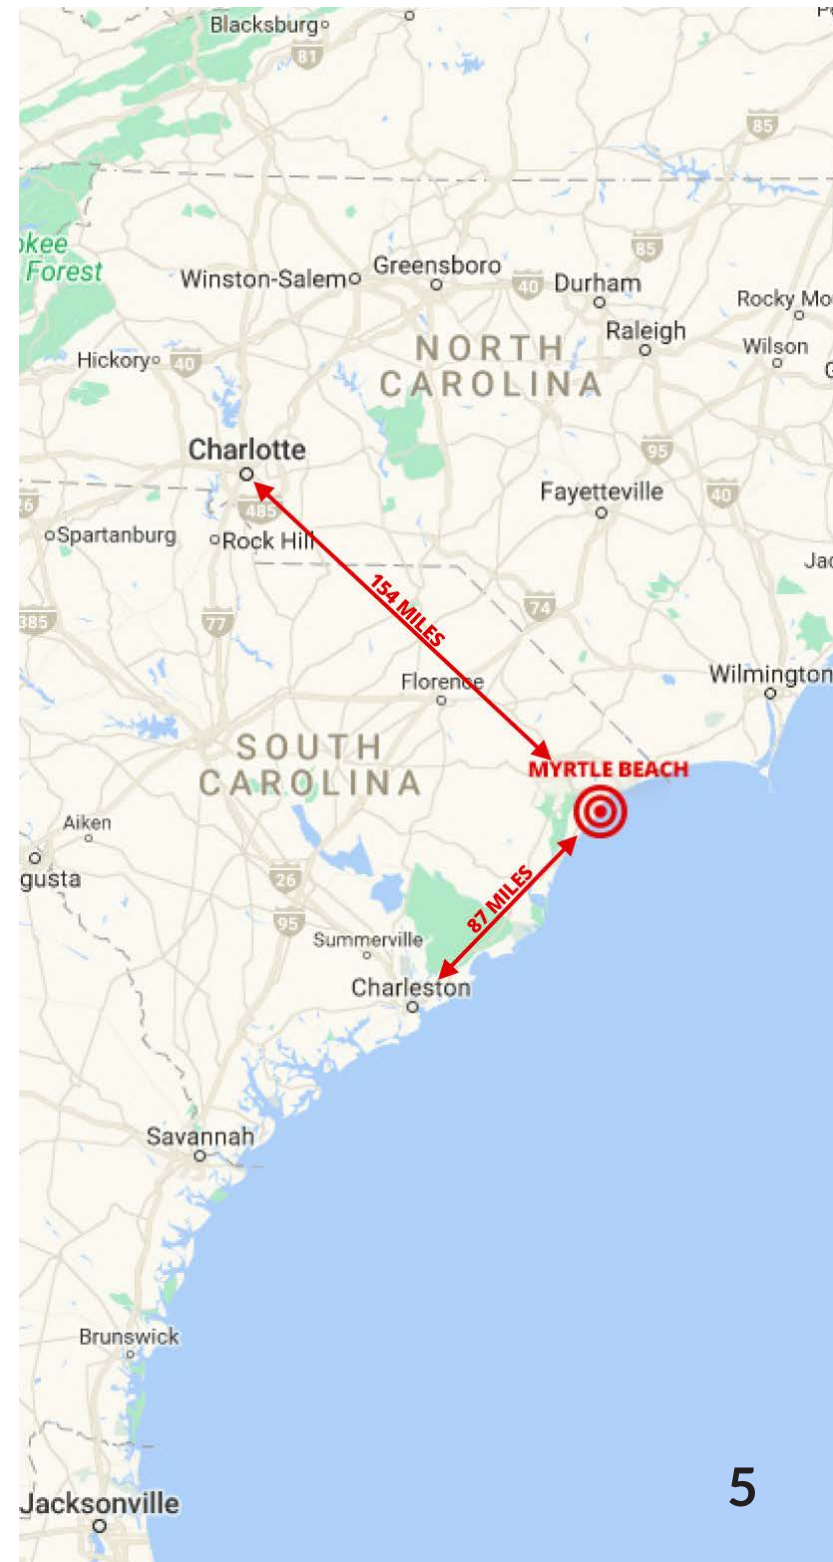 Blacksburg
81
85
okee
Forest
85
Greensboro
Winston-Salem
40
Durham
Rocky Mo
Raleigh
NORTH
CAROLINA
Wilson
Hickory
40
Charlotte
95
Fayetteville
40
485
Spartanburg
Rock Hill
Jac
154 MILES
74
385
77
Florence
Wilmington
SOUTH
CAROLINA
MYRTLE BEACH
Aiken
gusta
26
87 MILES
95
Summerville
Charleston
Savannah
Brunswick
5
Jacksonville